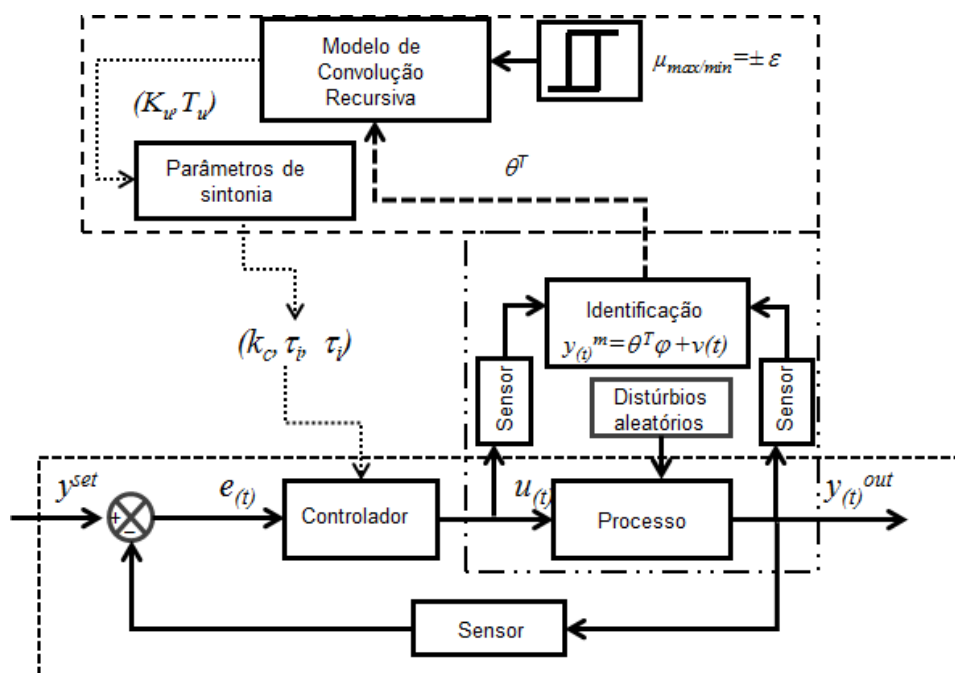 Modelo de
Convolução
Recursiva
μmax/min=± ε
(Ku, Tu)
Parâmetros de
sintonia
θT
Identificação
y(t)m=θTφ+v(t)
(kc, τi, τi)
Sensor
Sensor
Distúrbios
aleatórios
yset
e(t)
Controlador
u(t)
Processo
y(t)out
+
−
Sensor